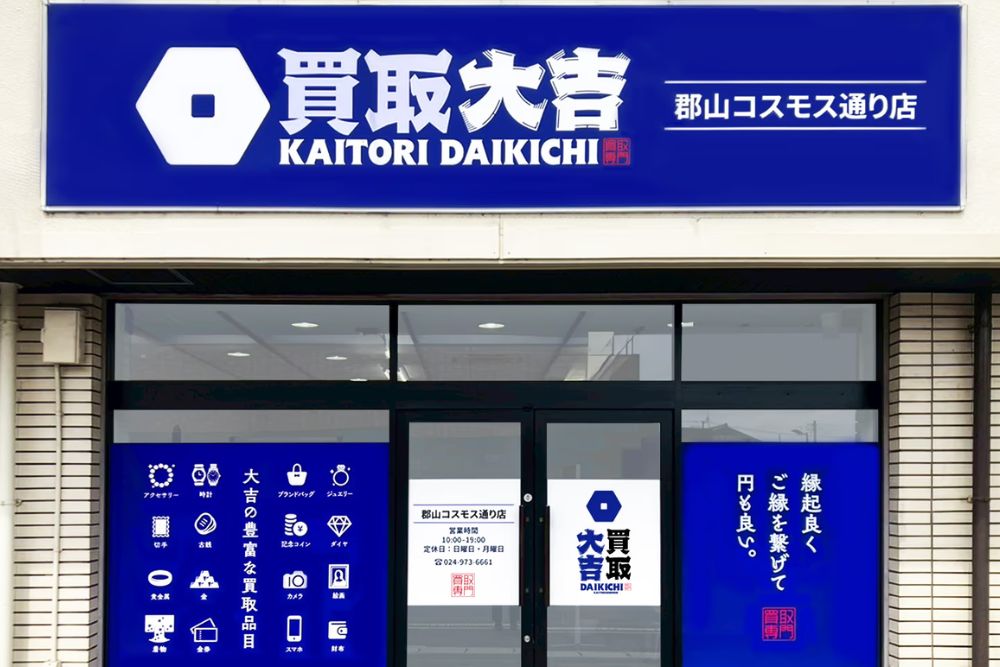 買取大吉
KAITORI DAIKICHI
買取
専門
郡山コスモス通り店
大吉の豊富な買取品目
アクセサリー
時計
ブランドバッグ
ジュエリー
切手
古銭
記念コイン
ダイヤ
貴金属
金
カメラ
絵画
着物
金券
スマホ
財布
郡山コスモス通り店
営業時間
10:00-19:00
定休日：日曜日・月曜日
☎024-973-6661
買取
専門
買取
大吉
DAIKICHI
縁起良く
ご縁を繋げて
円も良い。
買取
専門